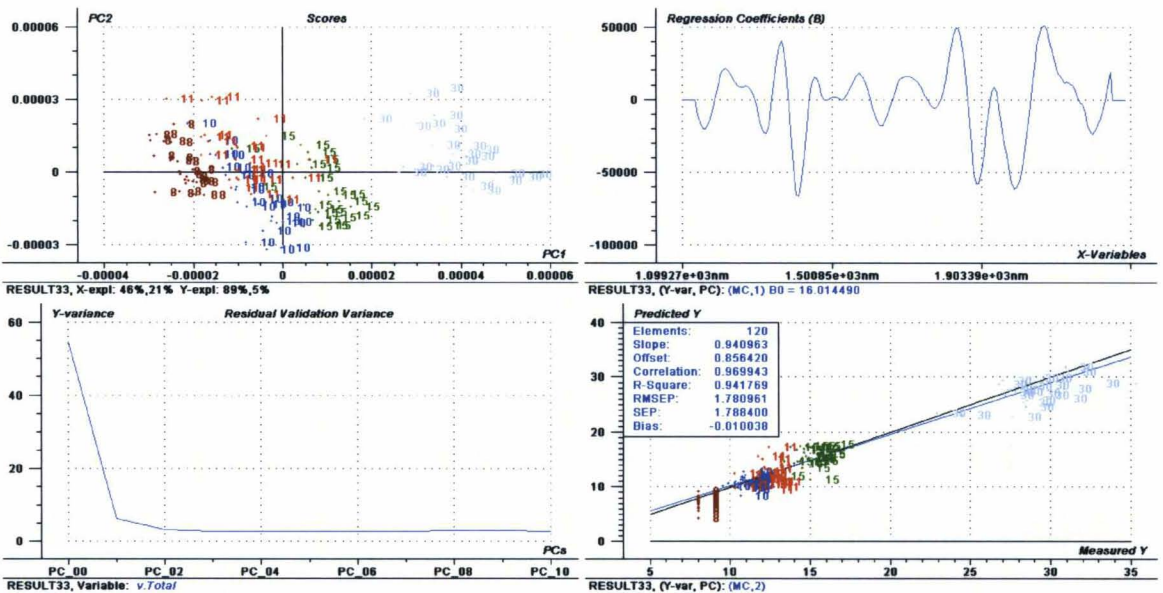 PC2 Scores
0.00006
0.00003
0
-0.00003
PC1
-0.00004 -0.00002 0 0.00002 0.00004 0.00006
RESULT33, X-expl: 46%,21% Y-expl: 89%,5%
Regression Coefficients (B)
50000
0
-50000
-100000
X-Variables
1.09927e+03nm 1.50085e+03nm 1.90339e+03nm
RESULT33, (Y-var, PC): (MC,1) B0 = 16.014490
Y-variance Residual Validation Variance
60
40
20
0
PCs
PC_00 PC_02 PC_04 PC_06 PC_08 PC_10
RESULT33, Variable: v.Total
Predicted Y
40
30
20
10
0
Elements: 120
Slope: 0.940963
Offset: 0.856420
Correlation: 0.969943
R-Square: 0.941769
RMSEP: 1.780961
SEP: 1.788400
Bias: -0.010038
Measured Y
5 10 15 20 25 30 35
RESULT33, (Y-var, PC): (MC,2)